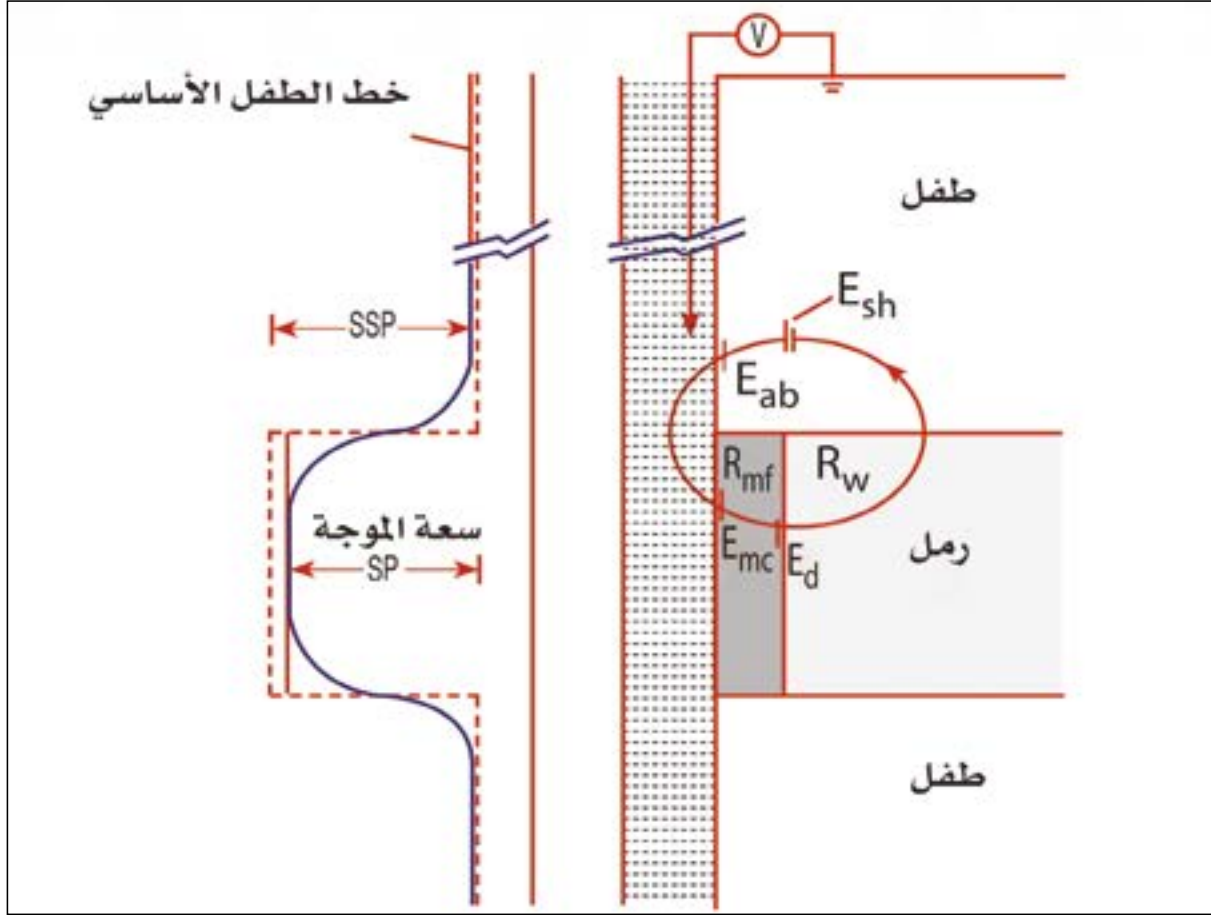 V
خط الطفل الأساسي
طفل
E_sh
SSP
E_ab
R_mf
R_w
سعة الموجة
SP
رمل
E_mc
E_d
طفل